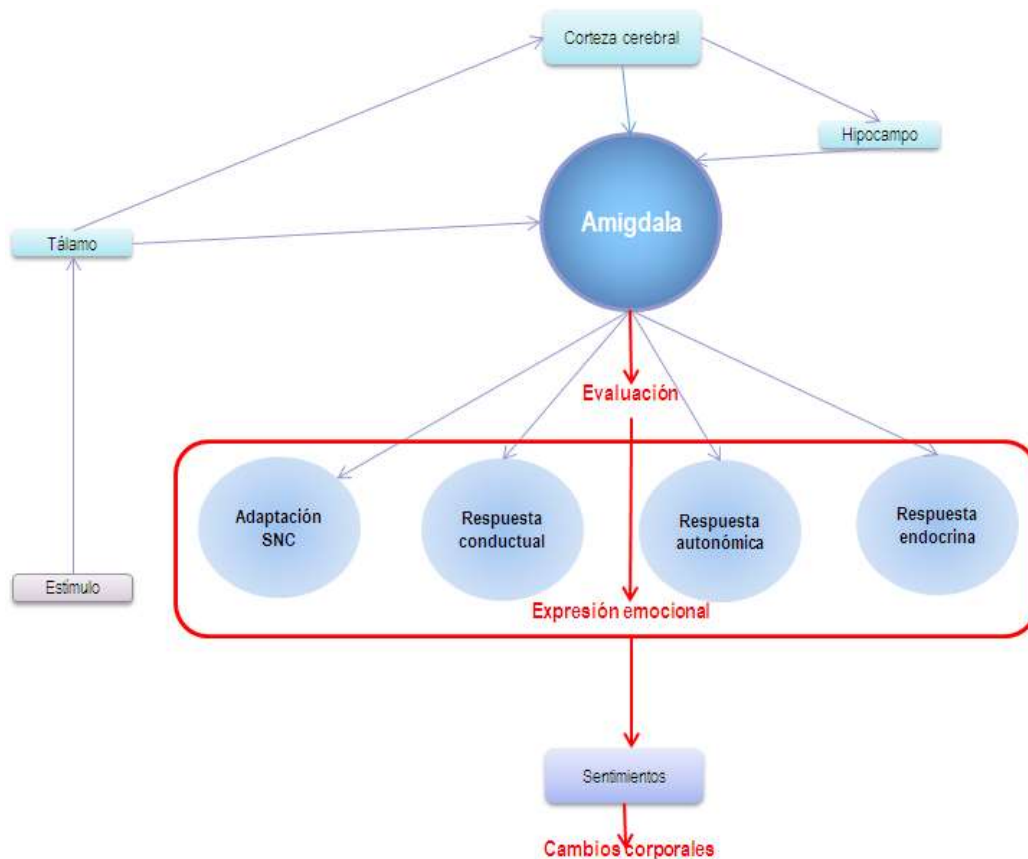 Corteza cerebral
Hipocampo
Amigdala
Tálamo
Evaluación
Adaptación
SNC
Respuesta
conductual
Respuesta
autonómica
Respuesta
endocrina
Estímulo
Expresión emocional
Sentimientos
Cambios corporales